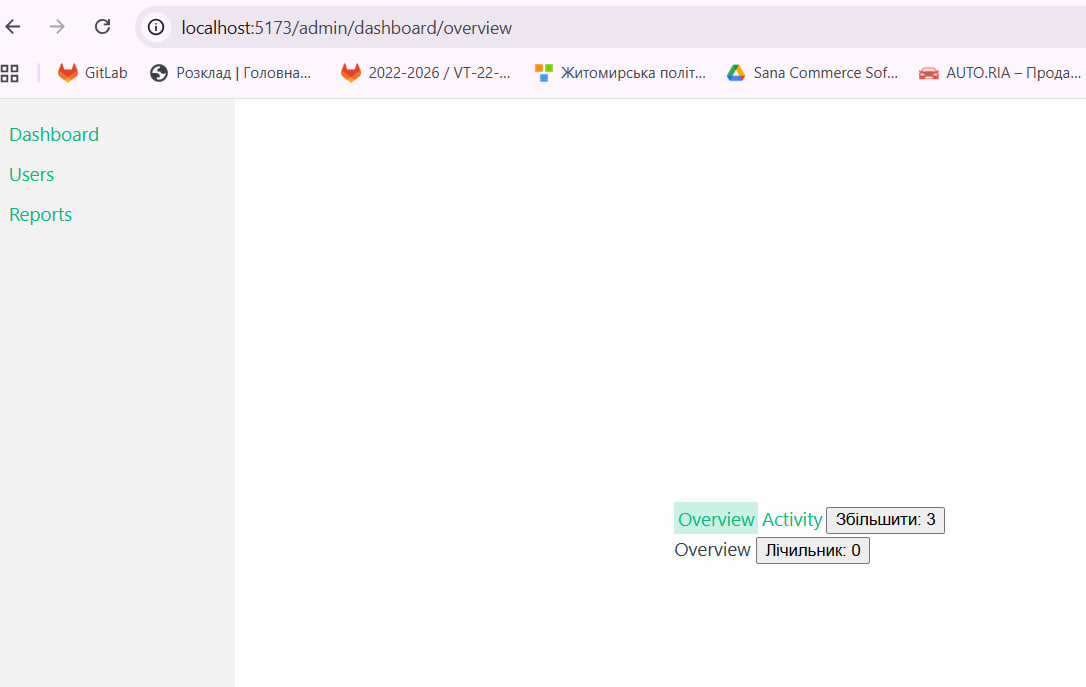 localhost:5173/admin/dashboard/overview
GitLab Розклад | Головна... 2022-2026 / VT-22-... Житомирська політ... Sana Commerce Sof... AUTO.RIA – Прода...
Dashboard
Users
Reports
Overview Activity Збільшити: 3
Overview Лічильник: 0